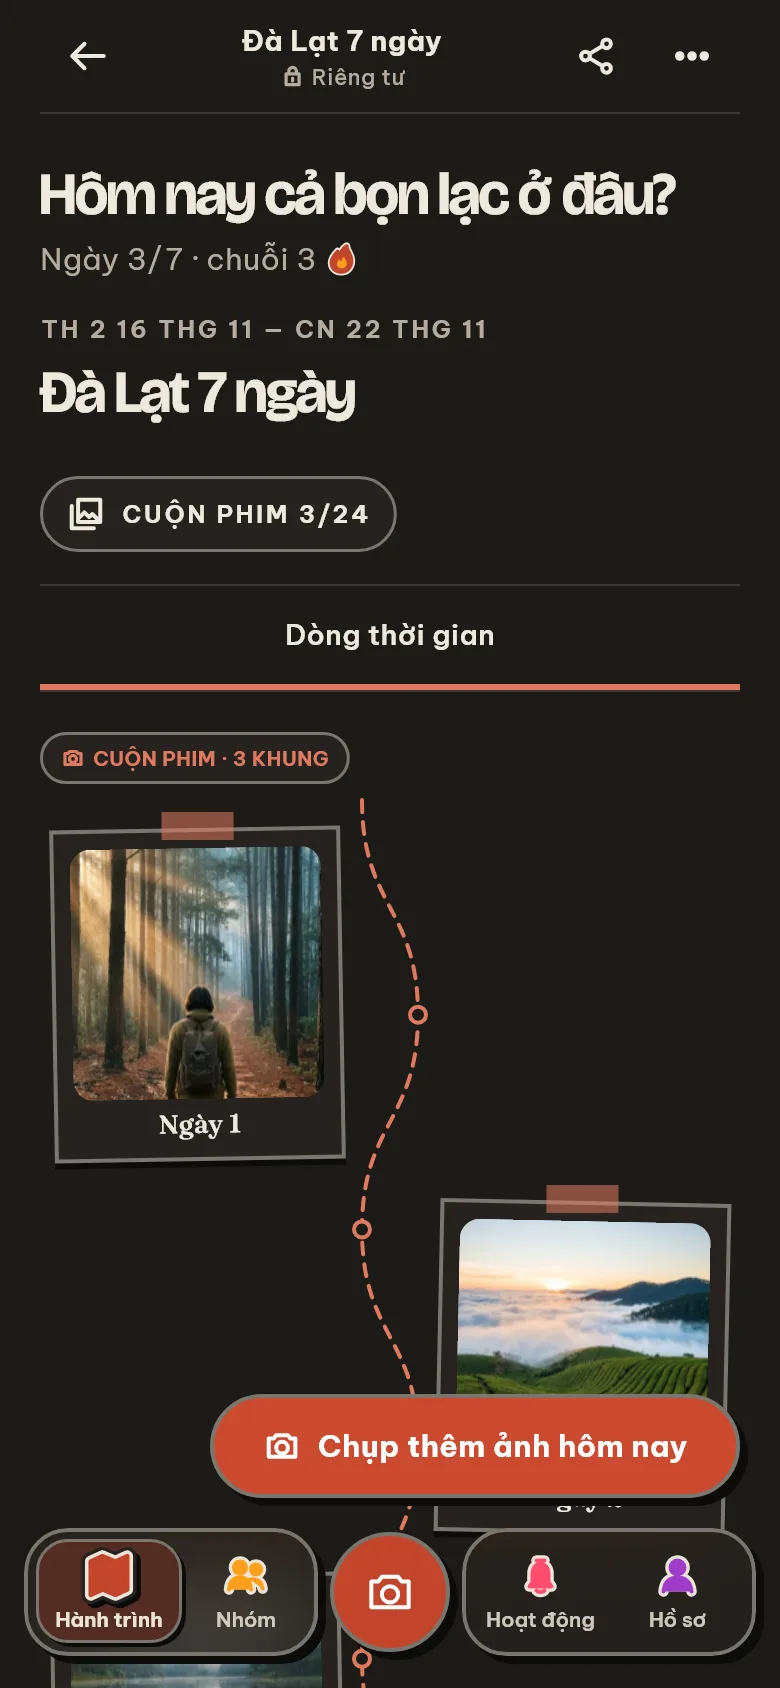 Đà Lạt 7 ngày
Riêng tư
Hôm nay cả bọn lạc ở đâu?
Ngày 3/7 · chuỗi 3
TH 2 16 THG 11 — CN 22 THG 11
Đà Lạt 7 ngày
CUỘN PHIM 3/24
Dòng thời gian
CUỘN PHIM · 3 KHUNG
Ngày 1
Chụp thêm ảnh hôm nay
Hành trình
Nhóm
Hoạt động
Hồ sơ